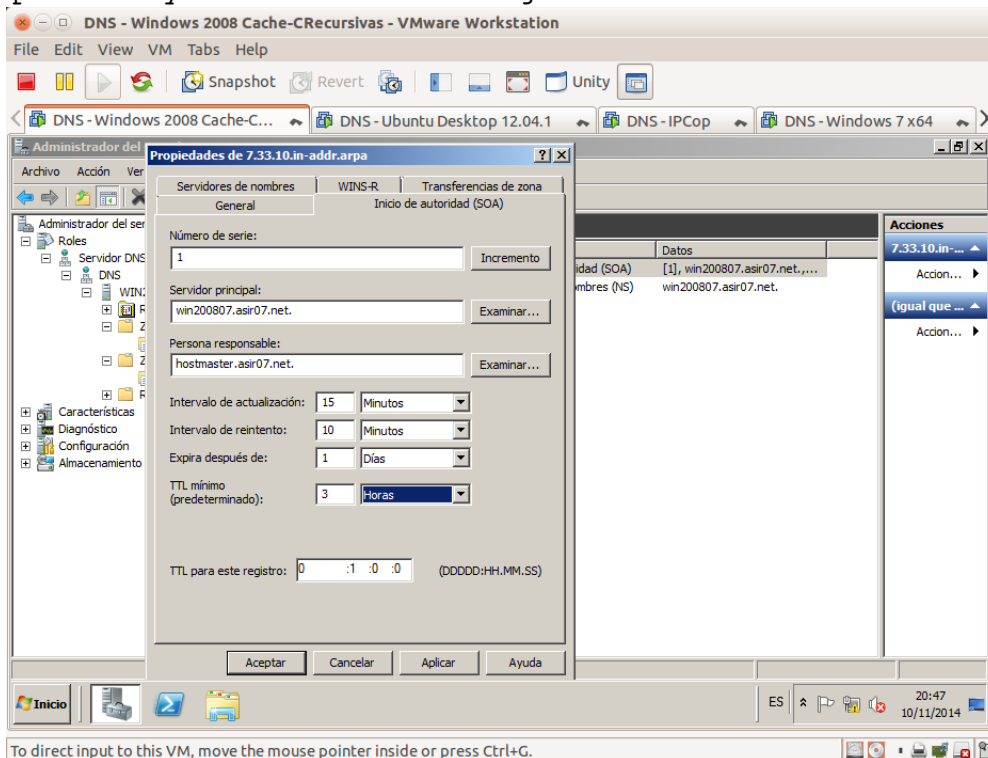 DNS - Windows 2008 Cache-CRecursivas - VMware Workstation
File Edit View VM Tabs Help
Snapshot Revert Unity
DNS - Windows 2008 Cache-C... DNS - Ubuntu Desktop 12.04.1 DNS - IPCop DNS - Windows 7 x64
Administrador del
Propiedades de 7.33.10.in-addr.arpa
Archivo Acción Ver
Servidores de nombres WINS-R Transferencias de zona
General Inicio de autoridad (SOA)
Administrador del ser
Roles
Servidor DNS
DNS
WIN
Características
Diagnóstico
Configuración
Almacenamiento
Número de serie:
1 Incremento
Servidor principal:
win200807.asir07.net. Examinar...
Persona responsable:
hostmaster.asir07.net. Examinar...
Intervalo de actualización: 15 Minutos
Intervalo de reintento: 10 Minutos
Expira después de: 1 Días
TTL mínimo
(predeterminado): 3 Horas
TTL para este registro: 0 :1 :0 :0 (DDDDD:HH.MM.SS)
Aceptar Cancelar Aplicar Ayuda
Datos
idad (SOA) [1], win200807.asir07.net.,...
ombres (NS) win200807.asir07.net.
Acciones
7.33.10.in-...
Accion...
(igual que ...
Accion...
Inicio ES 20:47
10/11/2014
To direct input to this VM, move the mouse pointer inside or press Ctrl+G.